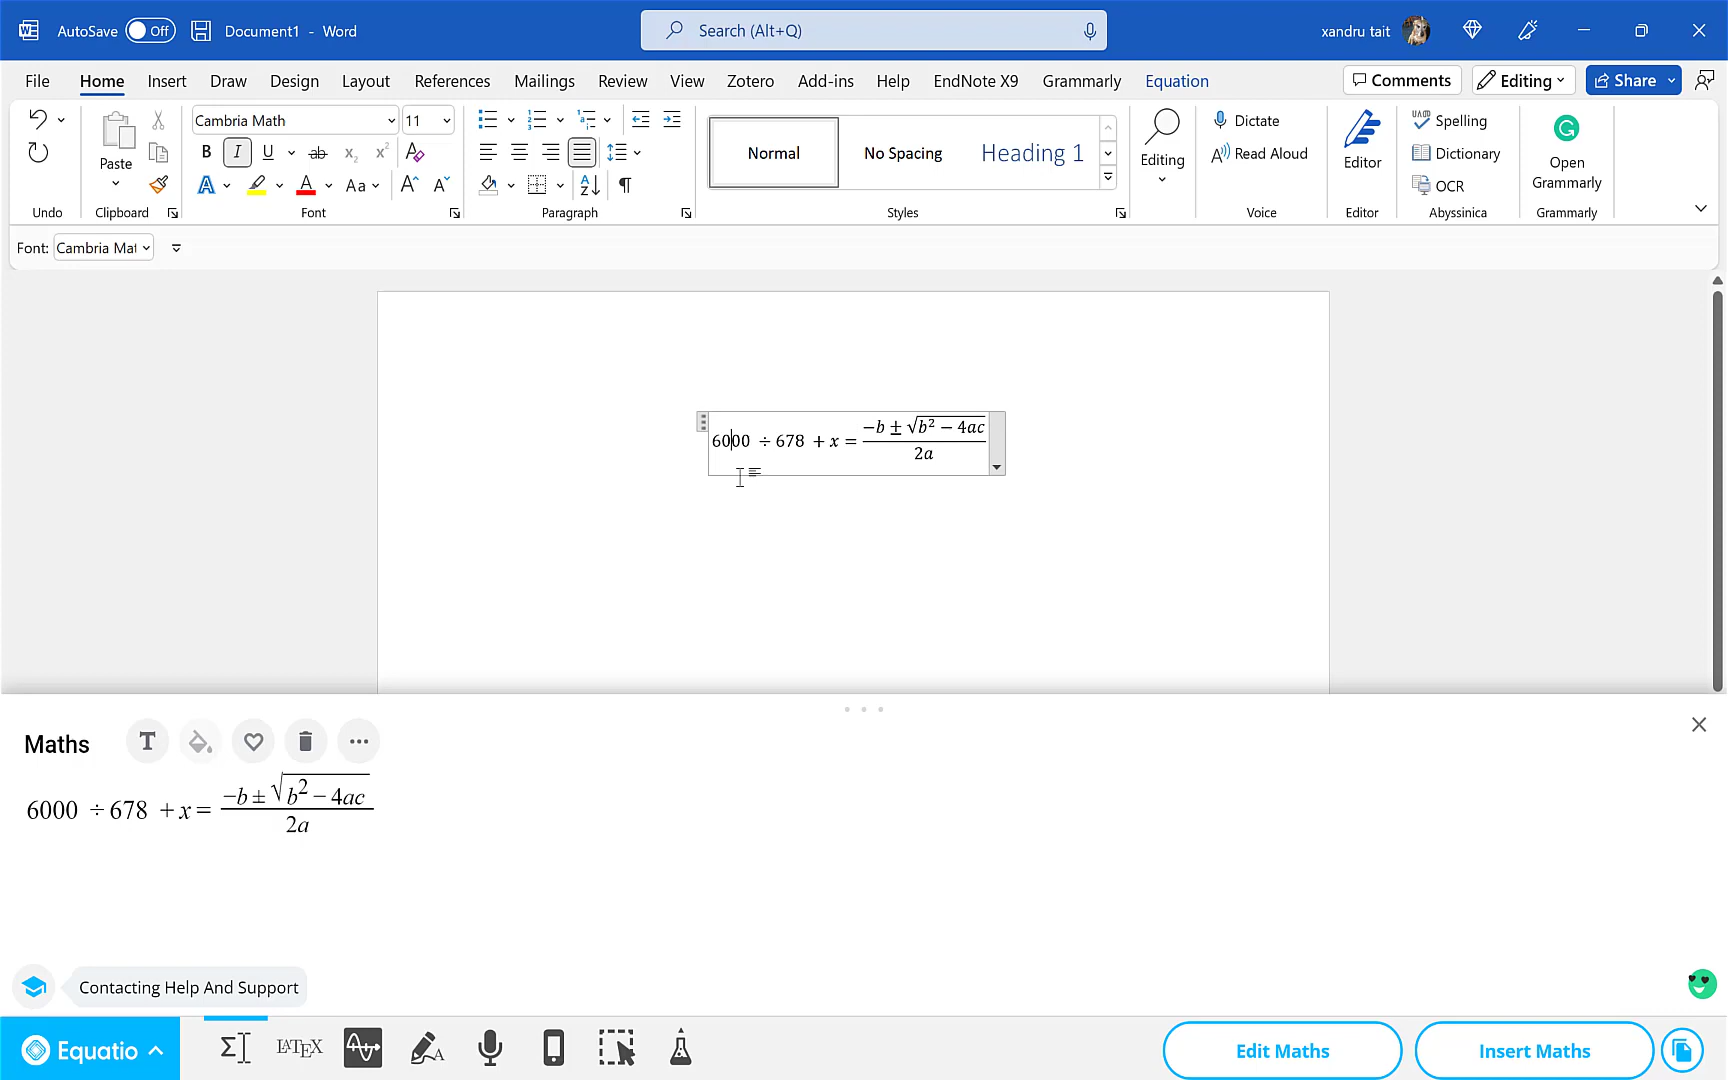 AutoSave Off Document1 - Word Search (Alt+Q) xandru tait
File Home Insert Draw Design Layout References Mailings Review View Zotero Add-ins Help EndNote X9 Grammarly Equation Comments Editing Share
Paste Cambria Math 11 Normal No Spacing Heading 1 Editing Dictate Read Aloud Editor Spelling Dictionary OCR Open Grammarly
Undo Clipboard Font Paragraph Styles Voice Editor Abyssinica Grammarly
Font: Cambria Mat
6000 ÷ 678 + x = −b ± √b² − 4ac / 2a
Maths
6000 ÷ 678 + x = −b ± √b² − 4ac / 2a
Contacting Help And Support
Equatio LATEX Edit Maths Insert Maths